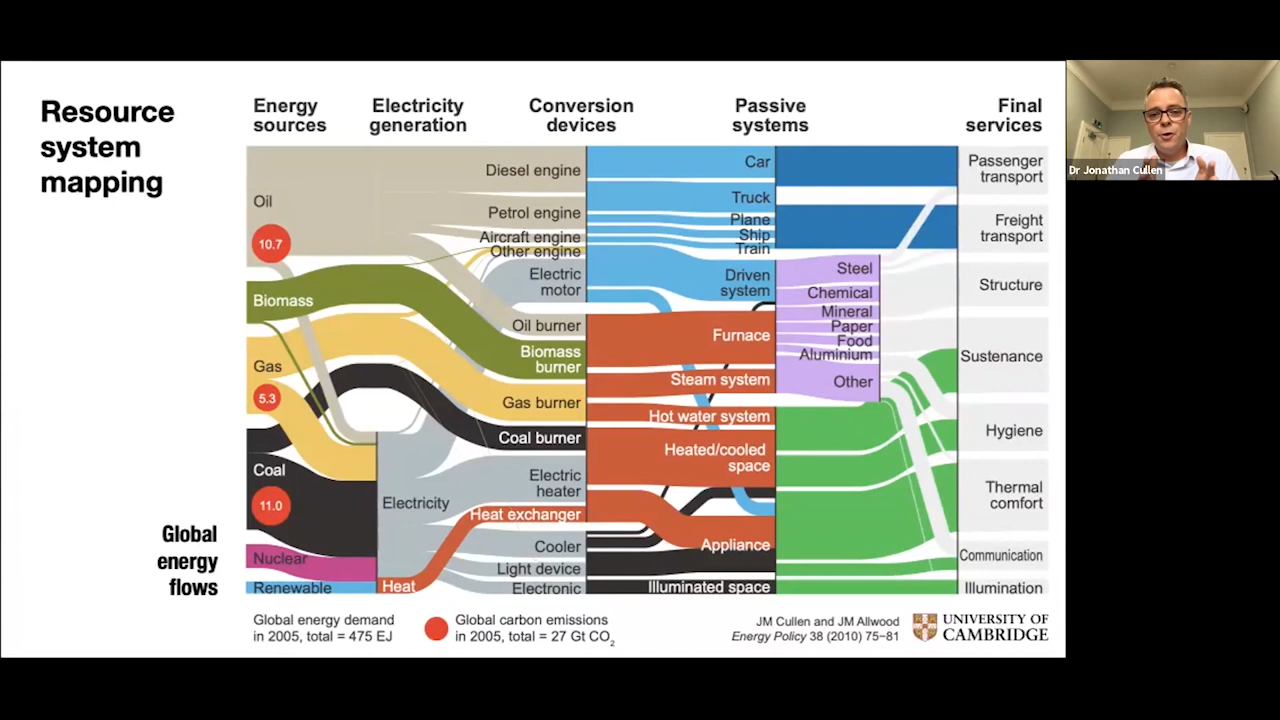 Resource
system
mapping
Energy
sources
Electricity
generation
Conversion
devices
Passive
systems
Final
services
Oil
10.7
Biomass
Gas
5.3
Coal
11.0
Nuclear
Renewable
Electricity
Heat
Diesel engine
Petrol engine
Aircraft engine
Other engine
Electric
motor
Oil burner
Biomass
burner
Gas burner
Coal burner
Electric
heater
Heat exchanger
Cooler
Light device
Electronic
Car
Truck
Plane
Ship
Train
Driven
system
Furnace
Steam system
Hot water system
Heated/cooled
space
Appliance
Illuminated space
Steel
Chemical
Mineral
Paper
Food
Aluminium
Other
Passenger
transport
Freight
transport
Structure
Sustenance
Hygiene
Thermal
comfort
Communication
Illumination
Global
energy
flows
Global energy demand
in 2005, total = 475 EJ
Global carbon emissions
in 2005, total = 27 Gt CO2
JM Cullen and JM Allwood
Energy Policy 38 (2010) 75−81
UNIVERSITY OF
CAMBRIDGE
Dr Jonathan Cullen